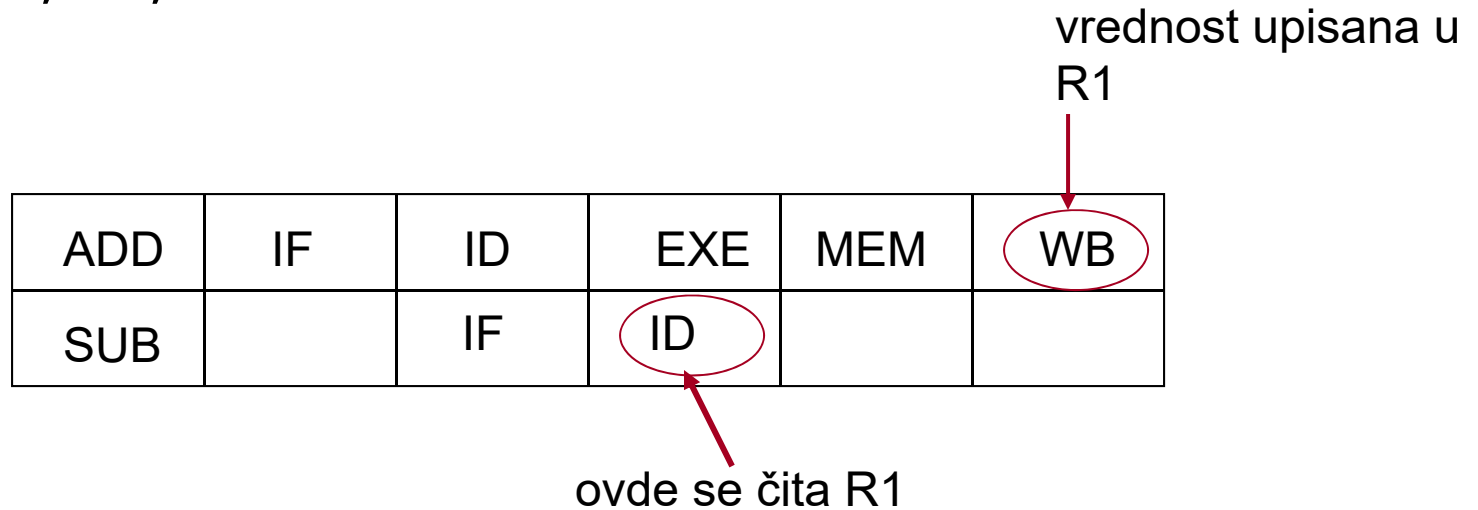 vrednost upisana u
R1
ADD IF ID EXE MEM WB
SUB IF ID
ovde se čita R1